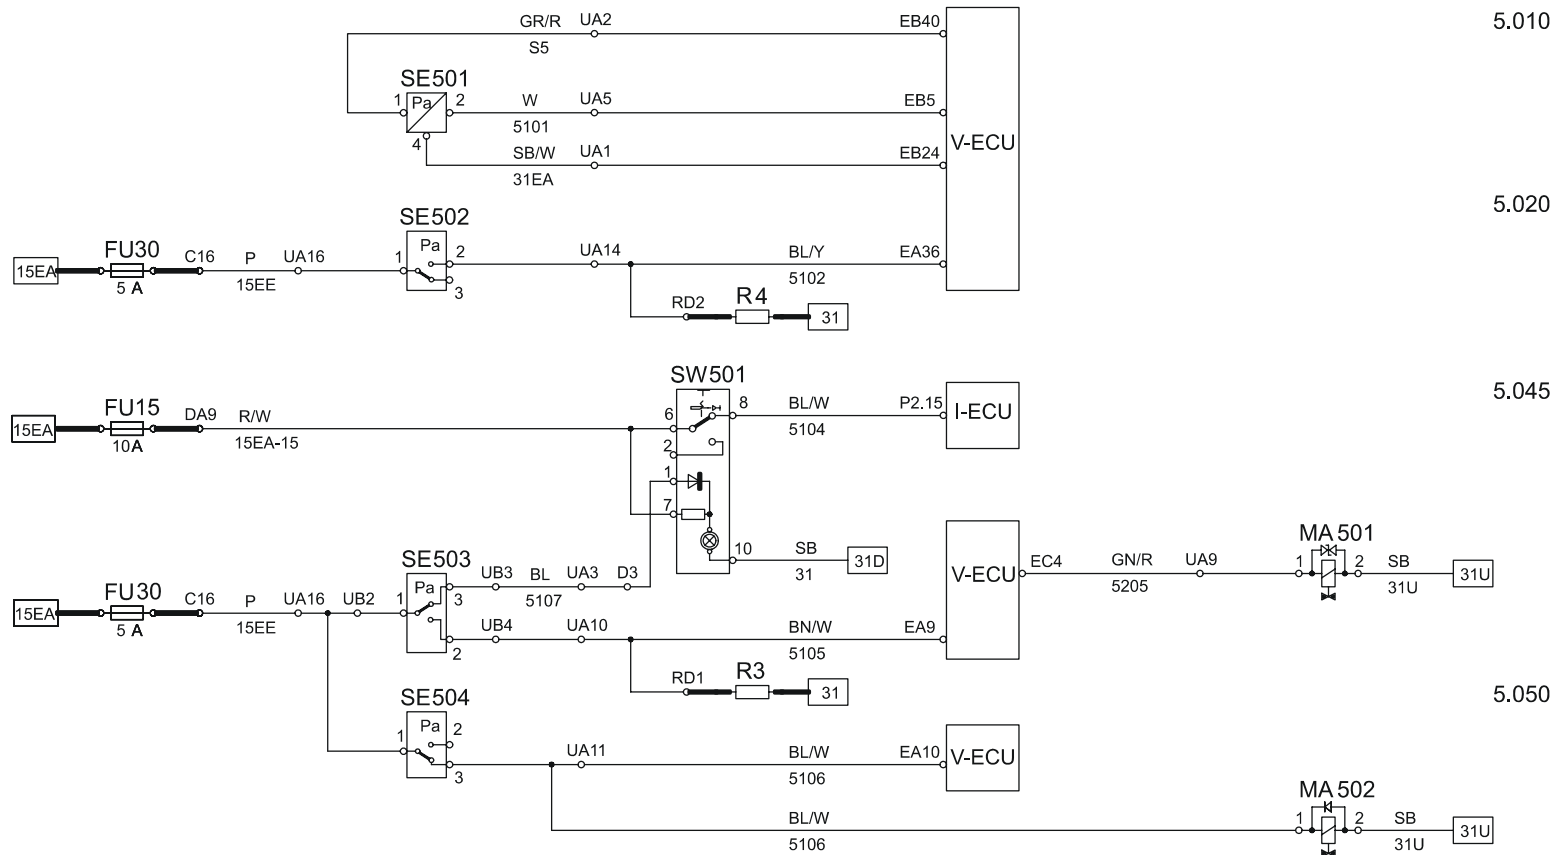 GR/R UA2 EB40 5.010
S5
SE501
1 Pa 2 W UA5 EB5
5101
V-ECU
4 SB/W UA1 EB24
31EA
5.020
SE502
FU30 C16 P UA16 1 Pa 2 UA14 BL/Y EA36
15EA 5 A 15EE 3 5102
RD2 R4 31
SW501
5.045
FU15 DA9 R/W 6 8 BL/W P2.15 I-ECU
15EA 10A 15EA-15 2 5104
1
7
MA 501
SE503 10 SB 31D V-ECU EC4 GN/R UA9 1 2 SB 31U
31 5205 31U
FU30 C16 P UA16 UB2 1 Pa 3 UB3 BL UA3 D3
15EA 5 A 15EE 5107
2 UB4 UA10 BN/W EA9
5105
RD1 R3 31
5.050
SE504
1 Pa 2
3 UA11 BL/W EA10 V-ECU
5106
MA 502
BL/W 1 2 SB 31U
5106 31U